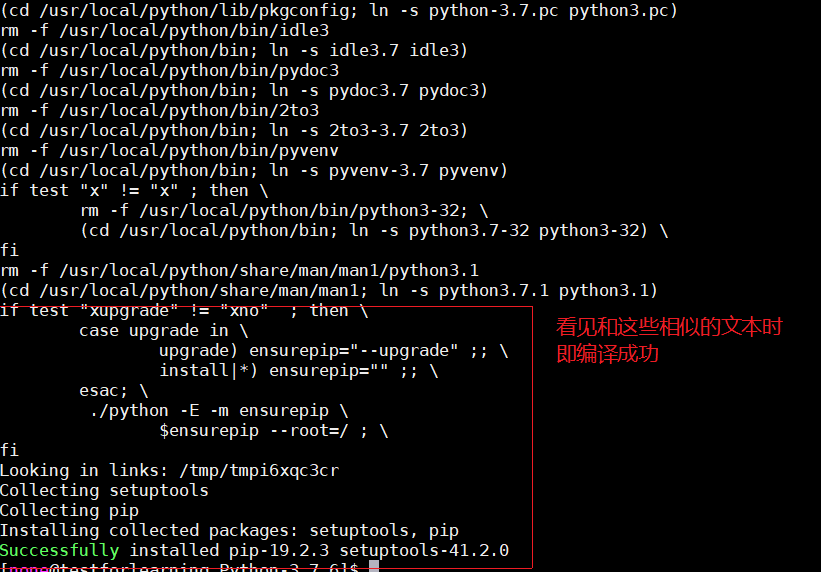 (cd /usr/local/python/lib/pkgconfig; ln -s python-3.7.pc python3.pc)
rm -f /usr/local/python/bin/idle3
(cd /usr/local/python/bin; ln -s idle3.7 idle3)
rm -f /usr/local/python/bin/pydoc3
(cd /usr/local/python/bin; ln -s pydoc3.7 pydoc3)
rm -f /usr/local/python/bin/2to3
(cd /usr/local/python/bin; ln -s 2to3-3.7 2to3)
rm -f /usr/local/python/bin/pyvenv
(cd /usr/local/python/bin; ln -s pyvenv-3.7 pyvenv)
if test "x" != "x" ; then \
        rm -f /usr/local/python/bin/python3-32; \
        (cd /usr/local/python/bin; ln -s python3.7-32 python3-32) \
fi
rm -f /usr/local/python/share/man/man1/python3.1
(cd /usr/local/python/share/man/man1; ln -s python3.7.1 python3.1)
if test "xupgrade" != "xno"  ; then \
        case upgrade in \
                upgrade) ensurepip="--upgrade" ;; \
                install|*) ensurepip="" ;; \
        esac; \
         ./python -E -m ensurepip \
                $ensurepip --root=/ ; \
fi
Looking in links: /tmp/tmpi6xqc3cr
Collecting setuptools
Collecting pip
Installing collected packages: setuptools, pip
Successfully installed pip-19.2.3 setuptools-41.2.0
[none@testforlearning Python-3.7.6]$
看见和这些相似的文本时
即编译成功